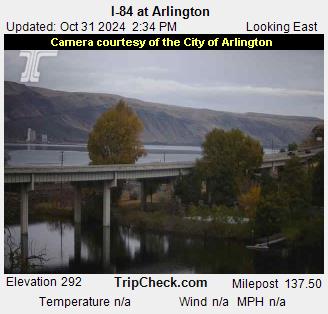 I-84 at Arlington
Updated: Oct 31 2024 2:34 PM Looking East
Camera courtesy of the City of Arlington
Elevation 292 TripCheck.com Milepost 137.50
Temperature n/a Wind n/a MPH n/a